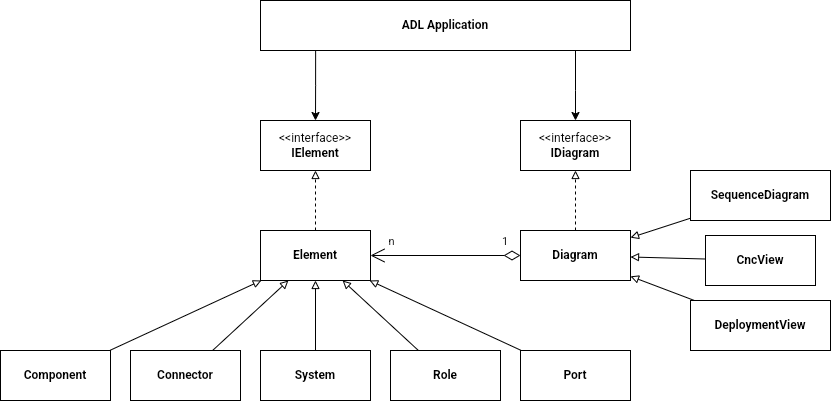 ADL Application
<<interface>>
IElement
<<interface>>
IDiagram
SequenceDiagram
Element
n
1
Diagram
CncView
DeploymentView
Component
Connector
System
Role
Port